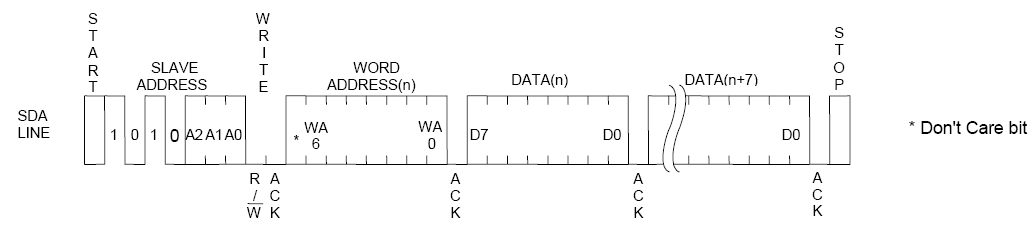 START
WRITE
STOP
SLAVE
ADDRESS
WORD
ADDRESS(n)
DATA(n)
DATA(n+7)
SDA
LINE
1 0 1 0 A2 A1 A0
* WA
6
WA
0
D7
D0
D0
* Don't Care bit
R
/
W
ACK
ACK
ACK
ACK